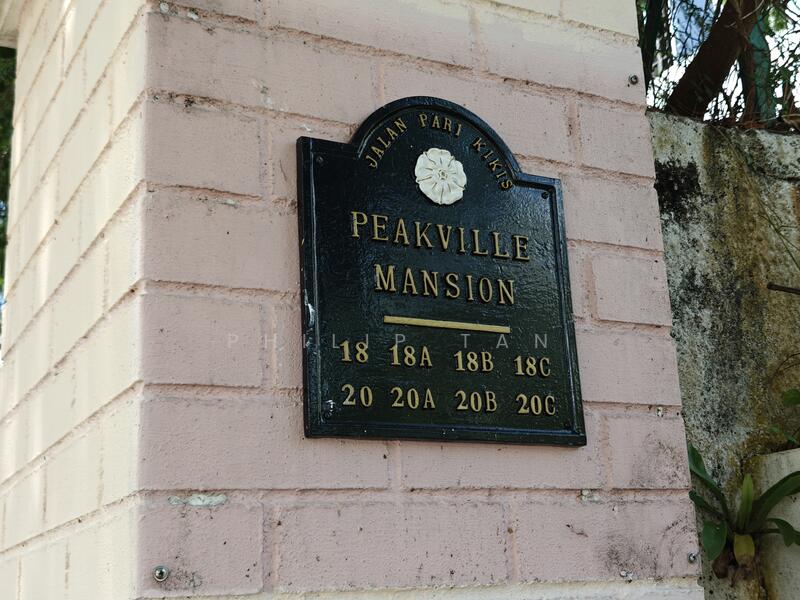 JALAN PARI KIKIS
PEAKVILLE
MANSION
PHILIP TAN
18 18A 18B 18C
20 20A 20B 20C